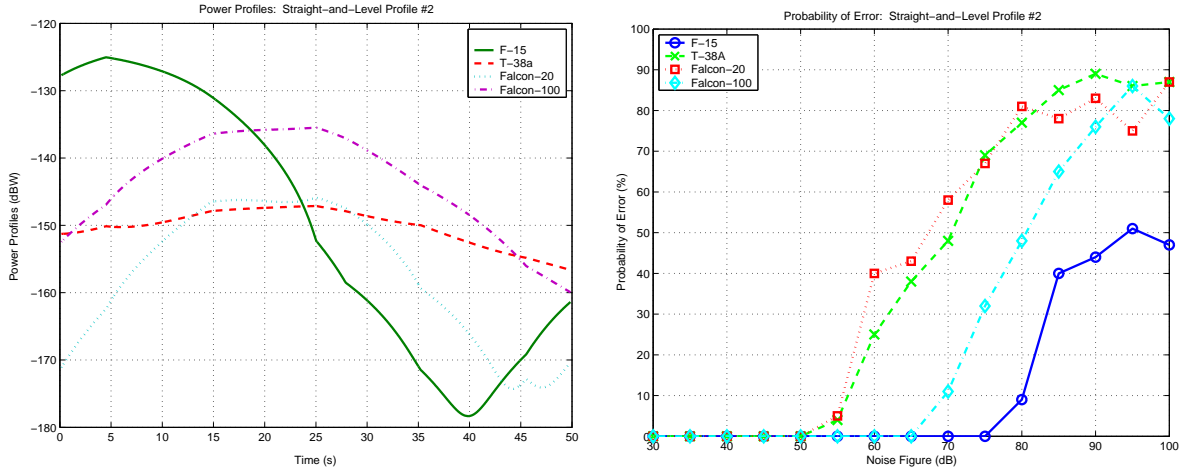 Power Profiles: Straight−and−Level Profile #2
−120
−130
−140
−150
−160
−170
−180
Power Profiles (dBW)
F−15
T−38a
Falcon−20
Falcon−100
0 5 10 15 20 25 30 35 40 45 50
Time (s)
Probability of Error: Straight−and−Level Profile #2
100
90
80
70
60
50
40
30
20
10
0
Probability of Error (%)
F−15
T−38A
Falcon−20
Falcon−100
30 40 50 60 70 80 90 100
Noise Figure (dB)